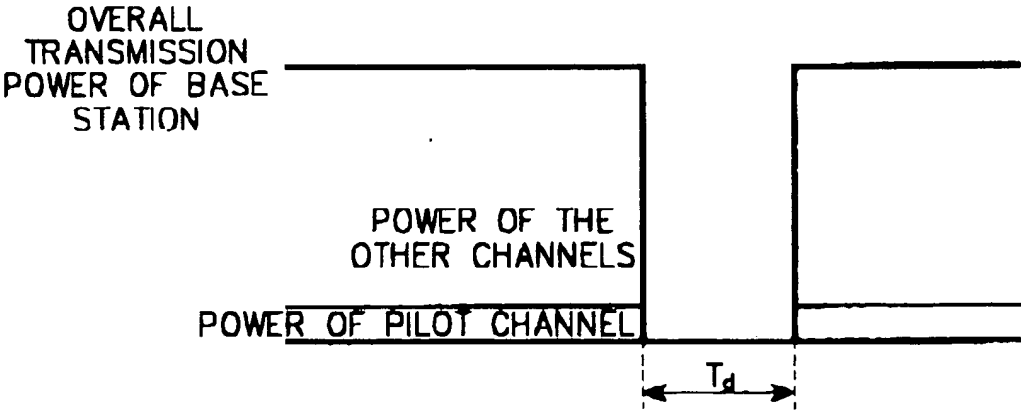 OVERALL
TRANSMISSION
POWER OF BASE
STATION
POWER OF THE
OTHER CHANNELS
POWER OF PILOT CHANNEL
Td